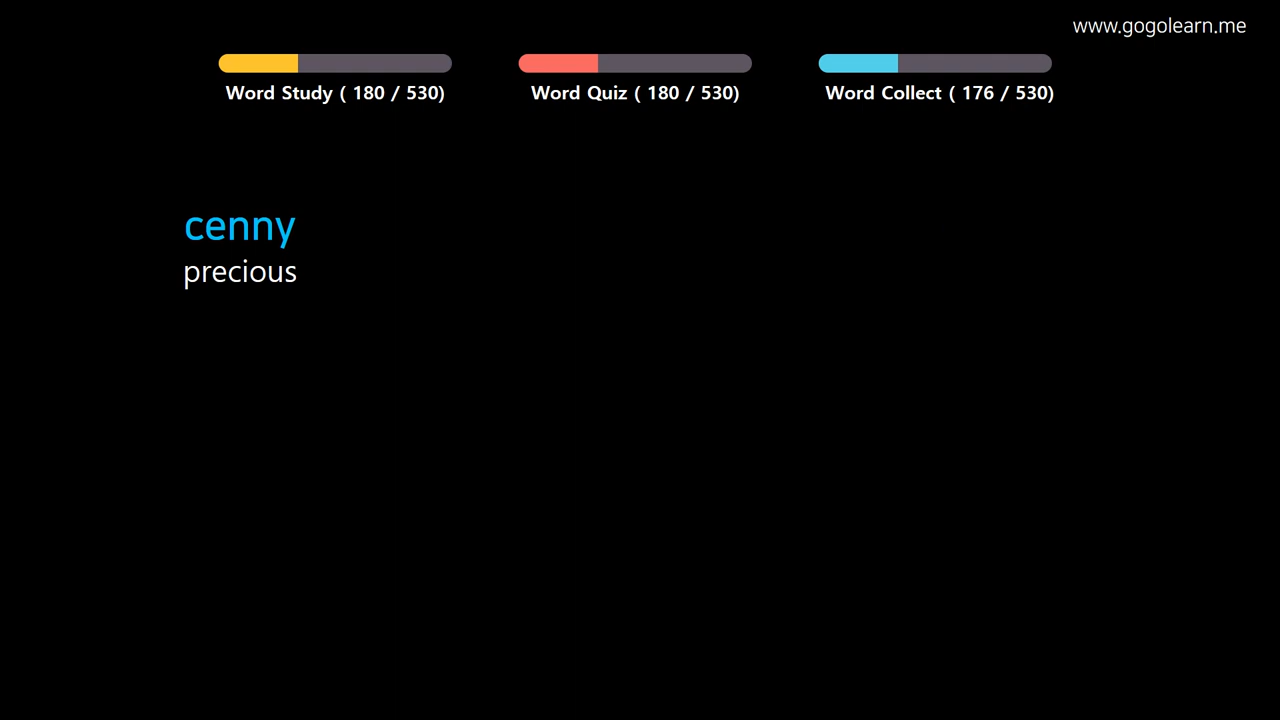 www.gogolearn.me
Word Study ( 180 / 530)
Word Quiz ( 180 / 530)
Word Collect ( 176 / 530)
cenny
precious